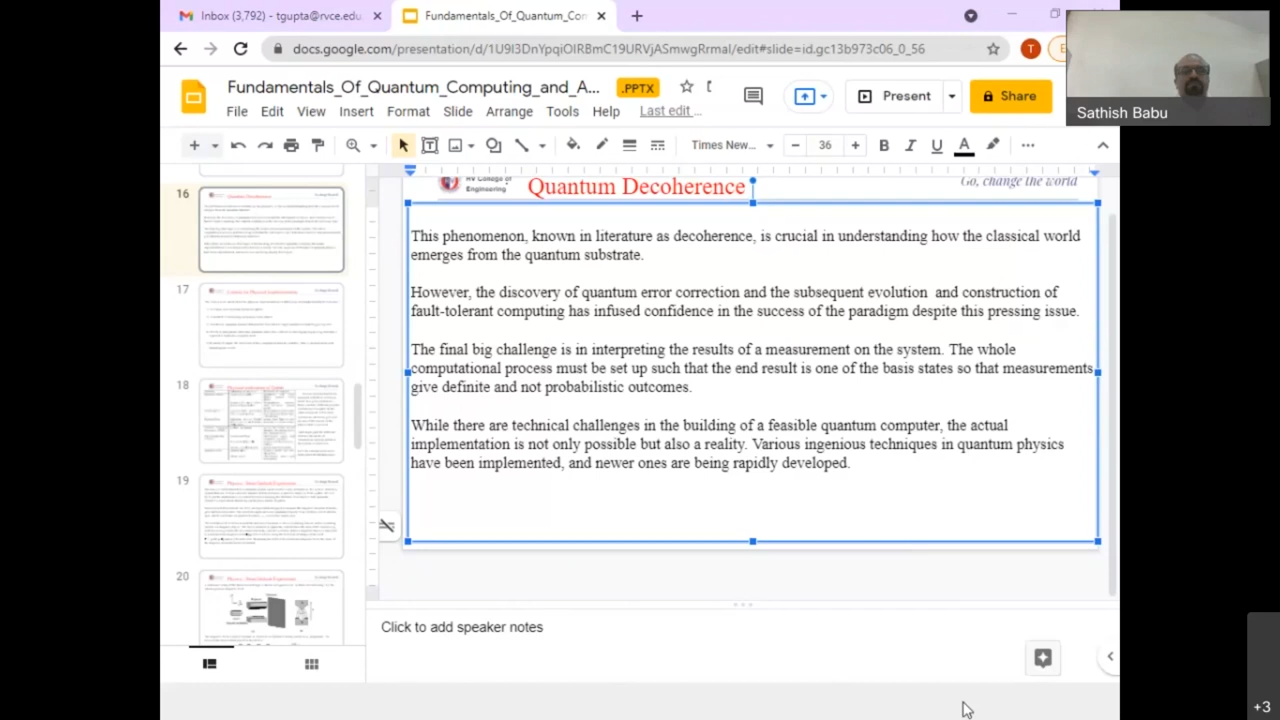 Inbox (3,792) - tgupta@rvce.edu
Fundamentals_Of_Quantum_Com
docs.google.com/presentation/d/1U9I3DnYpqiOIR8mC19URVjASmwgRrmal/edit#slide=id.gc13b973c06_0_56
T
E
Sathish Babu
Fundamentals_Of_Quantum_Computing_and_A...
.PPTX
Present
Share
File Edit View Insert Format Slide Arrange Tools Help Last edit ...
Times New...
36
B I U A
16
17
18
19
20
RV College of
Engineering
Quantum Decoherence
Go, change the world
This phenomenon, known in literature as decoherence, is crucial in understanding how the classical world
emerges from the quantum substrate.
However, the discovery of quantum error correction and the subsequent evolution and construction of
fault-tolerant computing has infused confidence in the success of the paradigm despite this pressing issue.
The final big challenge is in interpreting the results of a measurement on the system. The whole
computational process must be set up such that the end result is one of the basis states so that measurements
give definite and not probabilistic outcomes.
While there are several challenges in the building of a feasible quantum computer, the actual
implementation is not only possible but also a reality. Various ingenious techniques in quantum physics
have been implemented, and newer ones are being rapidly developed.
Click to add speaker notes
+3